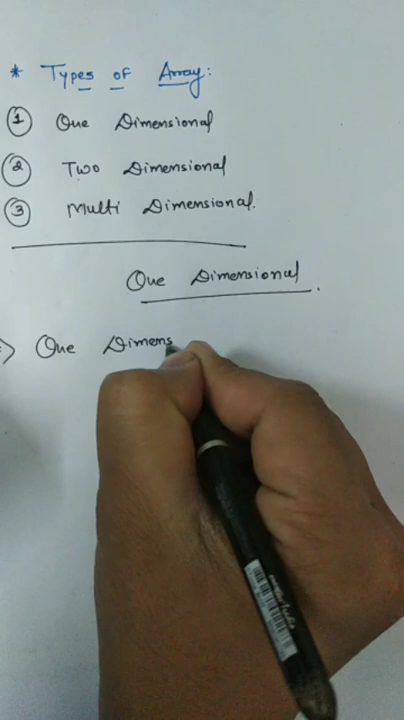 * Types of Array:
① One Dimensional
② Two Dimensional
③ Multi Dimensional.
One Dimensional.
One Dimens